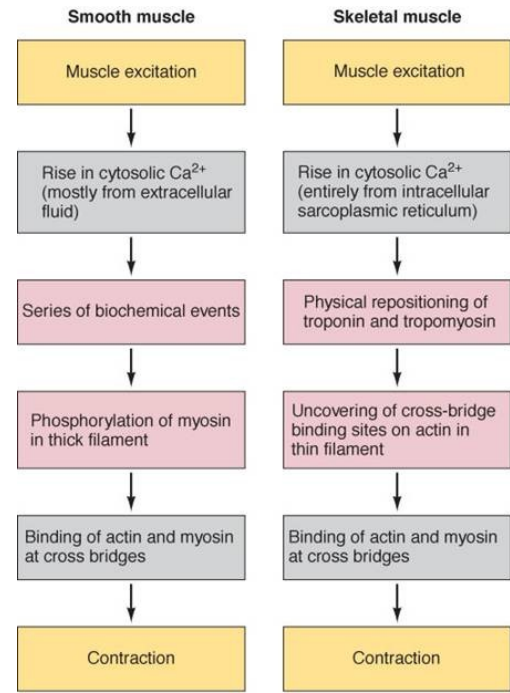 Smooth muscle
Muscle excitation
Rise in cytosolic Ca²⁺
(mostly from extracellular
fluid)
Series of biochemical events
Phosphorylation of myosin
in thick filament
Binding of actin and myosin
at cross bridges
Contraction
Skeletal muscle
Muscle excitation
Rise in cytosolic Ca²⁺
(entirely from intracellular
sarcoplasmic reticulum)
Physical repositioning of
troponin and tropomyosin
Uncovering of cross-bridge
binding sites on actin in
thin filament
Binding of actin and myosin
at cross bridges
Contraction